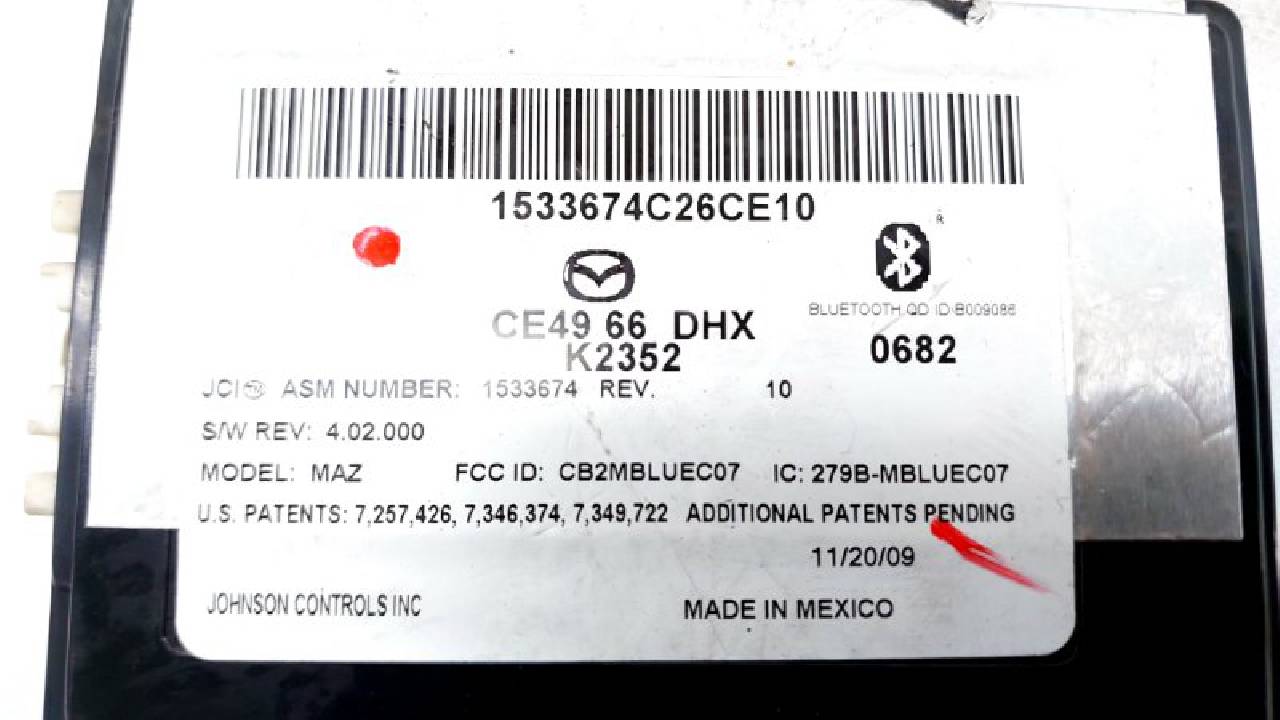 1533674C26CE10
®
BLUETOOTH QD ID:B009086
CE49 66 DHX
K2352
0682
JCI ASM NUMBER: 1533674 REV. 10
S/W REV: 4.02.000
MODEL: MAZ FCC ID: CB2MBLUEC07 IC: 279B-MBLUEC07
U.S. PATENTS: 7,257,426, 7,346,374, 7,349,722 ADDITIONAL PATENTS PENDING
11/20/09
JOHNSON CONTROLS INC MADE IN MEXICO